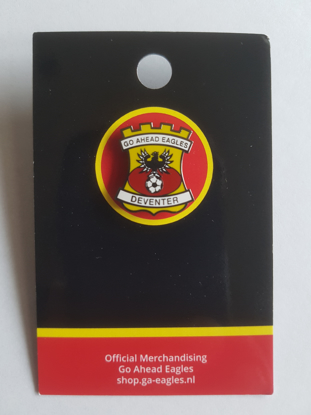 GO AHEAD EAGLES
DEVENTER
Official Merchandising
Go Ahead Eagles
shop.ga-eagles.nl